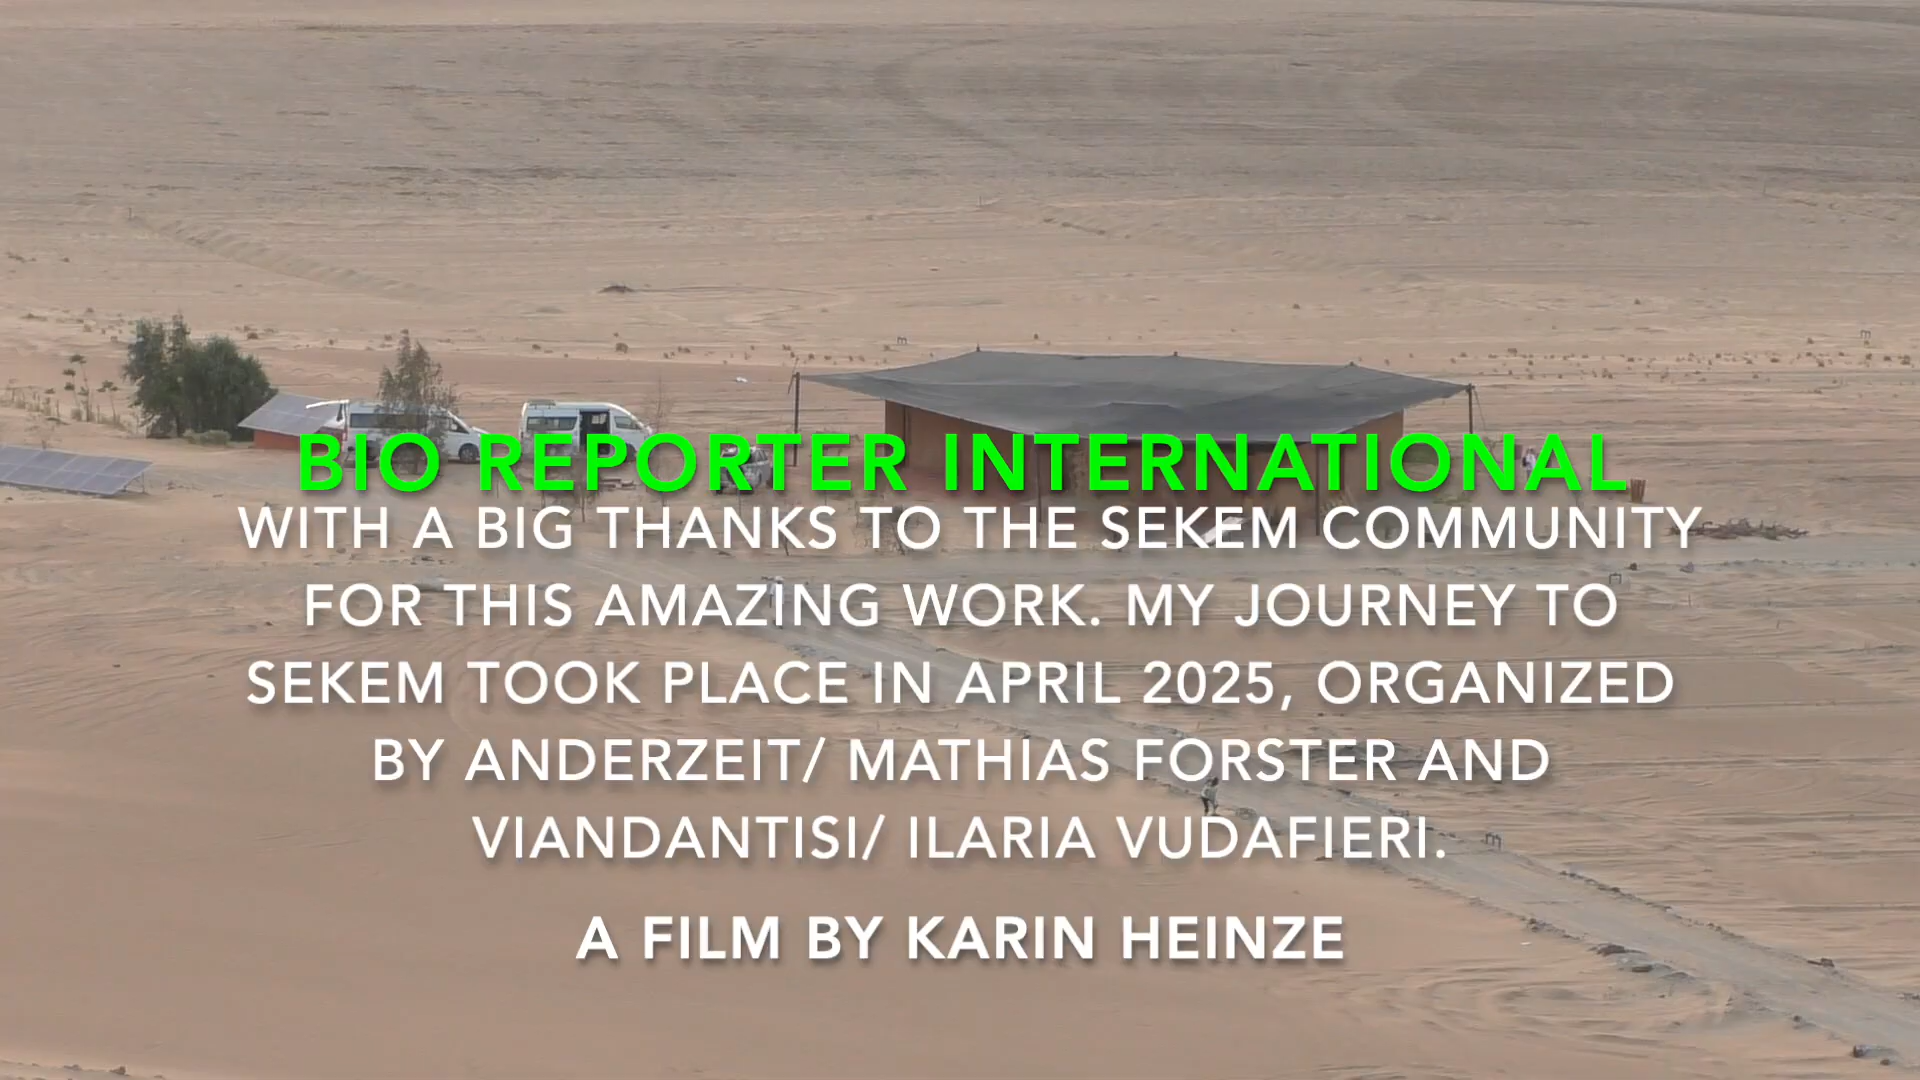 BIO REPORTER INTERNATIONAL
WITH A BIG THANKS TO THE SEKEM COMMUNITY
FOR THIS AMAZING WORK. MY JOURNEY TO
SEKEM TOOK PLACE IN APRIL 2025, ORGANIZED
BY ANDERZEIT/ MATHIAS FORSTER AND
VIANDANTISI/ ILARIA VUDAFIERI.
A FILM BY KARIN HEINZE